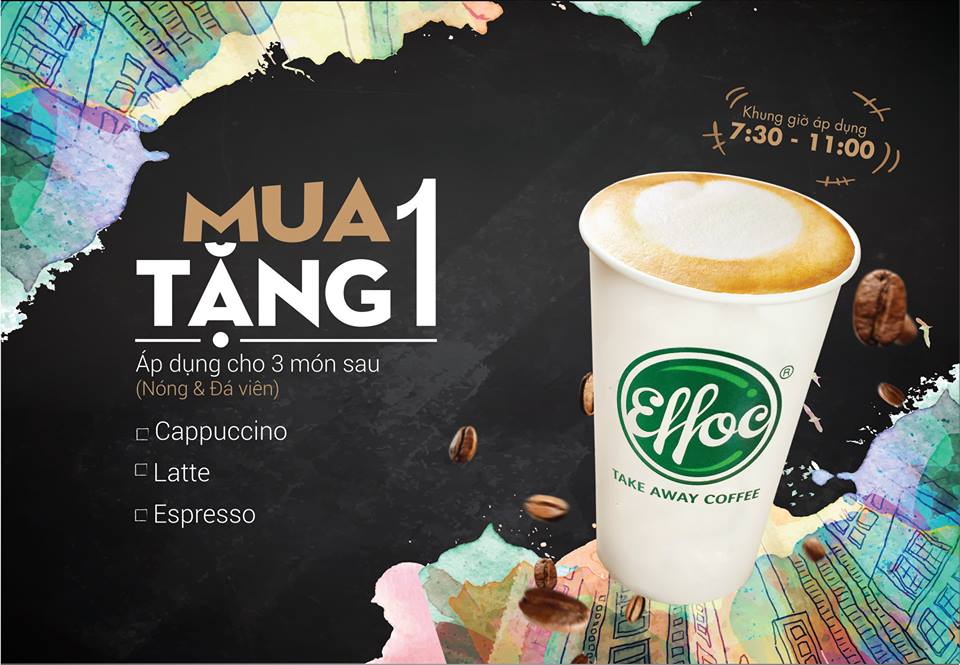 Khung giờ áp dụng
7:30 - 11:00
MUA 1
TẶNG
Áp dụng cho 3 món sau
(Nóng & Đá viên)
Cappuccino
Latte
Espresso
Effoc ®
TAKE AWAY COFFEE